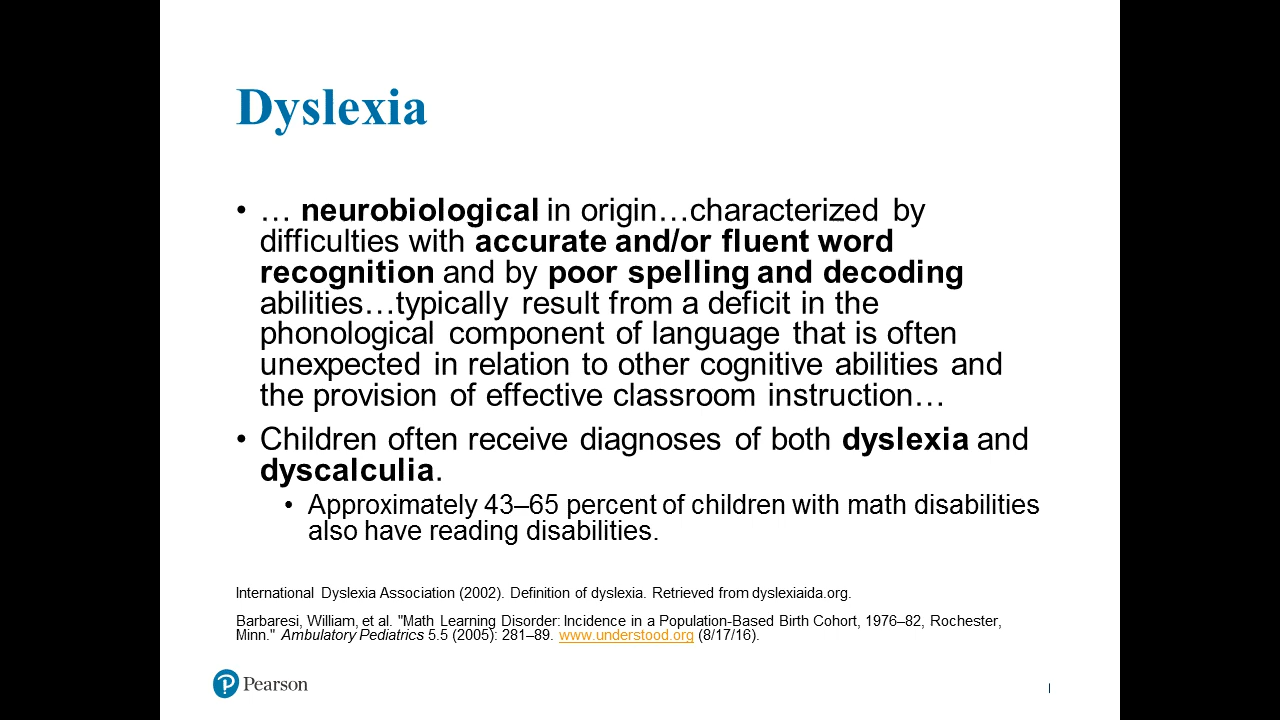 Dyslexia
• … neurobiological in origin…characterized by
difficulties with accurate and/or fluent word
recognition and by poor spelling and decoding
abilities…typically result from a deficit in the
phonological component of language that is often
unexpected in relation to other cognitive abilities and
the provision of effective classroom instruction…
• Children often receive diagnoses of both dyslexia and
dyscalculia.
• Approximately 43–65 percent of children with math disabilities
also have reading disabilities.
International Dyslexia Association (2002). Definition of dyslexia. Retrieved from dyslexiaida.org.
Barbaresi, William, et al. "Math Learning Disorder: Incidence in a Population-Based Birth Cohort, 1976–82, Rochester,
Minn." Ambulatory Pediatrics 5.5 (2005): 281–89. www.understood.org (8/17/16).
Pearson